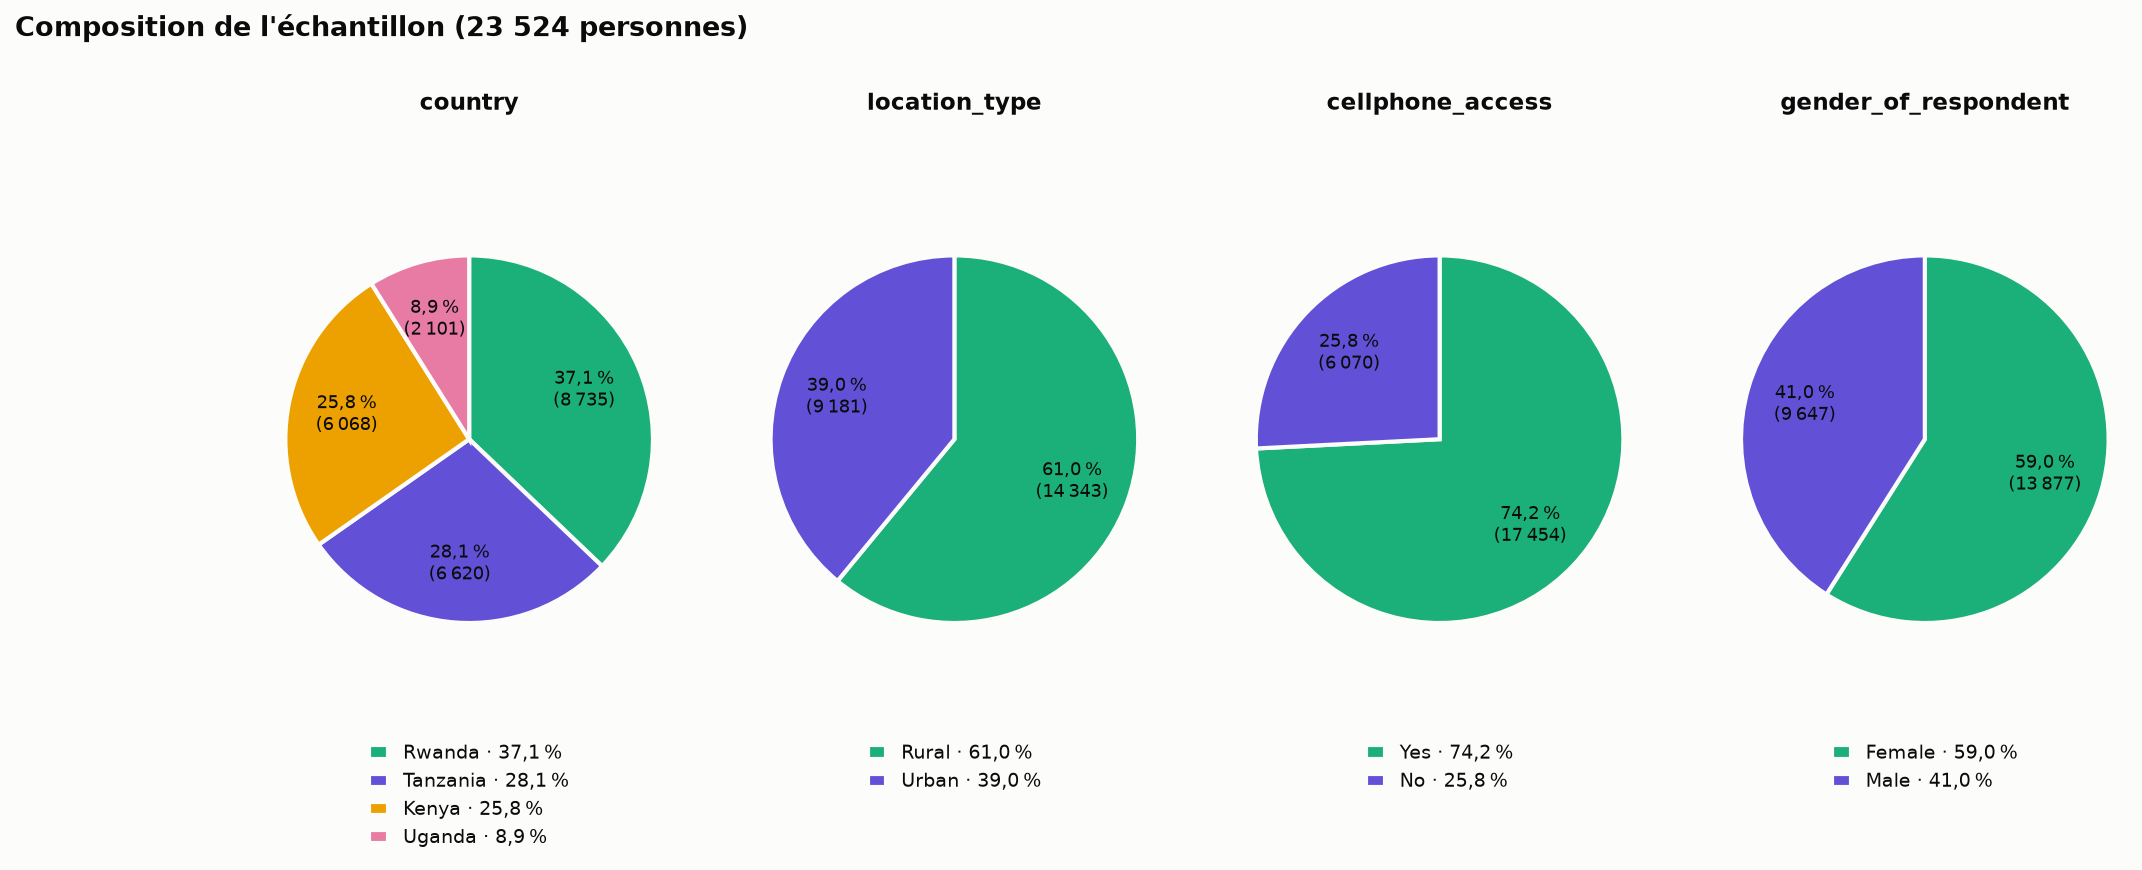 Composition de l'échantillon (23 524 personnes)
country
8,9 %
(2 101)
37,1 %
(8 735)
25,8 %
(6 068)
28,1 %
(6 620)
Rwanda · 37,1 %
Tanzania · 28,1 %
Kenya · 25,8 %
Uganda · 8,9 %
location_type
39,0 %
(9 181)
61,0 %
(14 343)
Rural · 61,0 %
Urban · 39,0 %
cellphone_access
25,8 %
(6 070)
74,2 %
(17 454)
Yes · 74,2 %
No · 25,8 %
gender_of_respondent
41,0 %
(9 647)
59,0 %
(13 877)
Female · 59,0 %
Male · 41,0 %